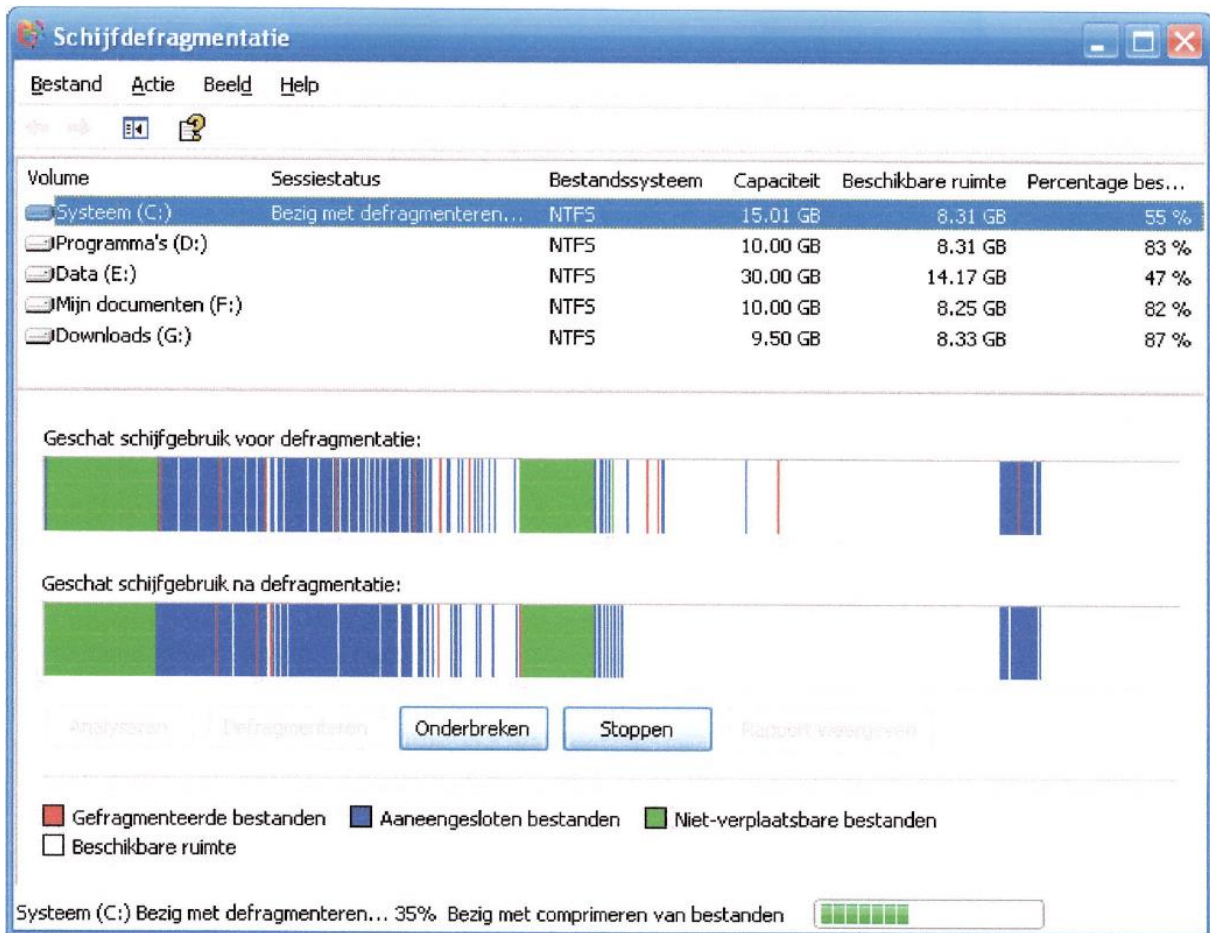 Schijfdefragmentatie
Bestand Actie Beeld Help
Volume Sessiestatus Bestandssysteem Capaciteit Beschikbare ruimte Percentage bes...
Systeem (C:) Bezig met defragmenteren... NTFS 15.01 GB 8.31 GB 55 %
Programma's (D:) NTFS 10.00 GB 8.31 GB 83 %
Data (E:) NTFS 30.00 GB 14.17 GB 47 %
Mijn documenten (F:) NTFS 10.00 GB 8.25 GB 82 %
Downloads (G:) NTFS 9.50 GB 8.33 GB 87 %
Geschat schijfgebruik voor defragmentatie:
Geschat schijfgebruik na defragmentatie:
Analyseren Defragmenteren Onderbreken Stoppen Rapport weergeven
Gefragmenteerde bestanden Aaneengesloten bestanden Niet-verplaatsbare bestanden
Beschikbare ruimte
Systeem (C:) Bezig met defragmenteren... 35% Bezig met comprimeren van bestanden